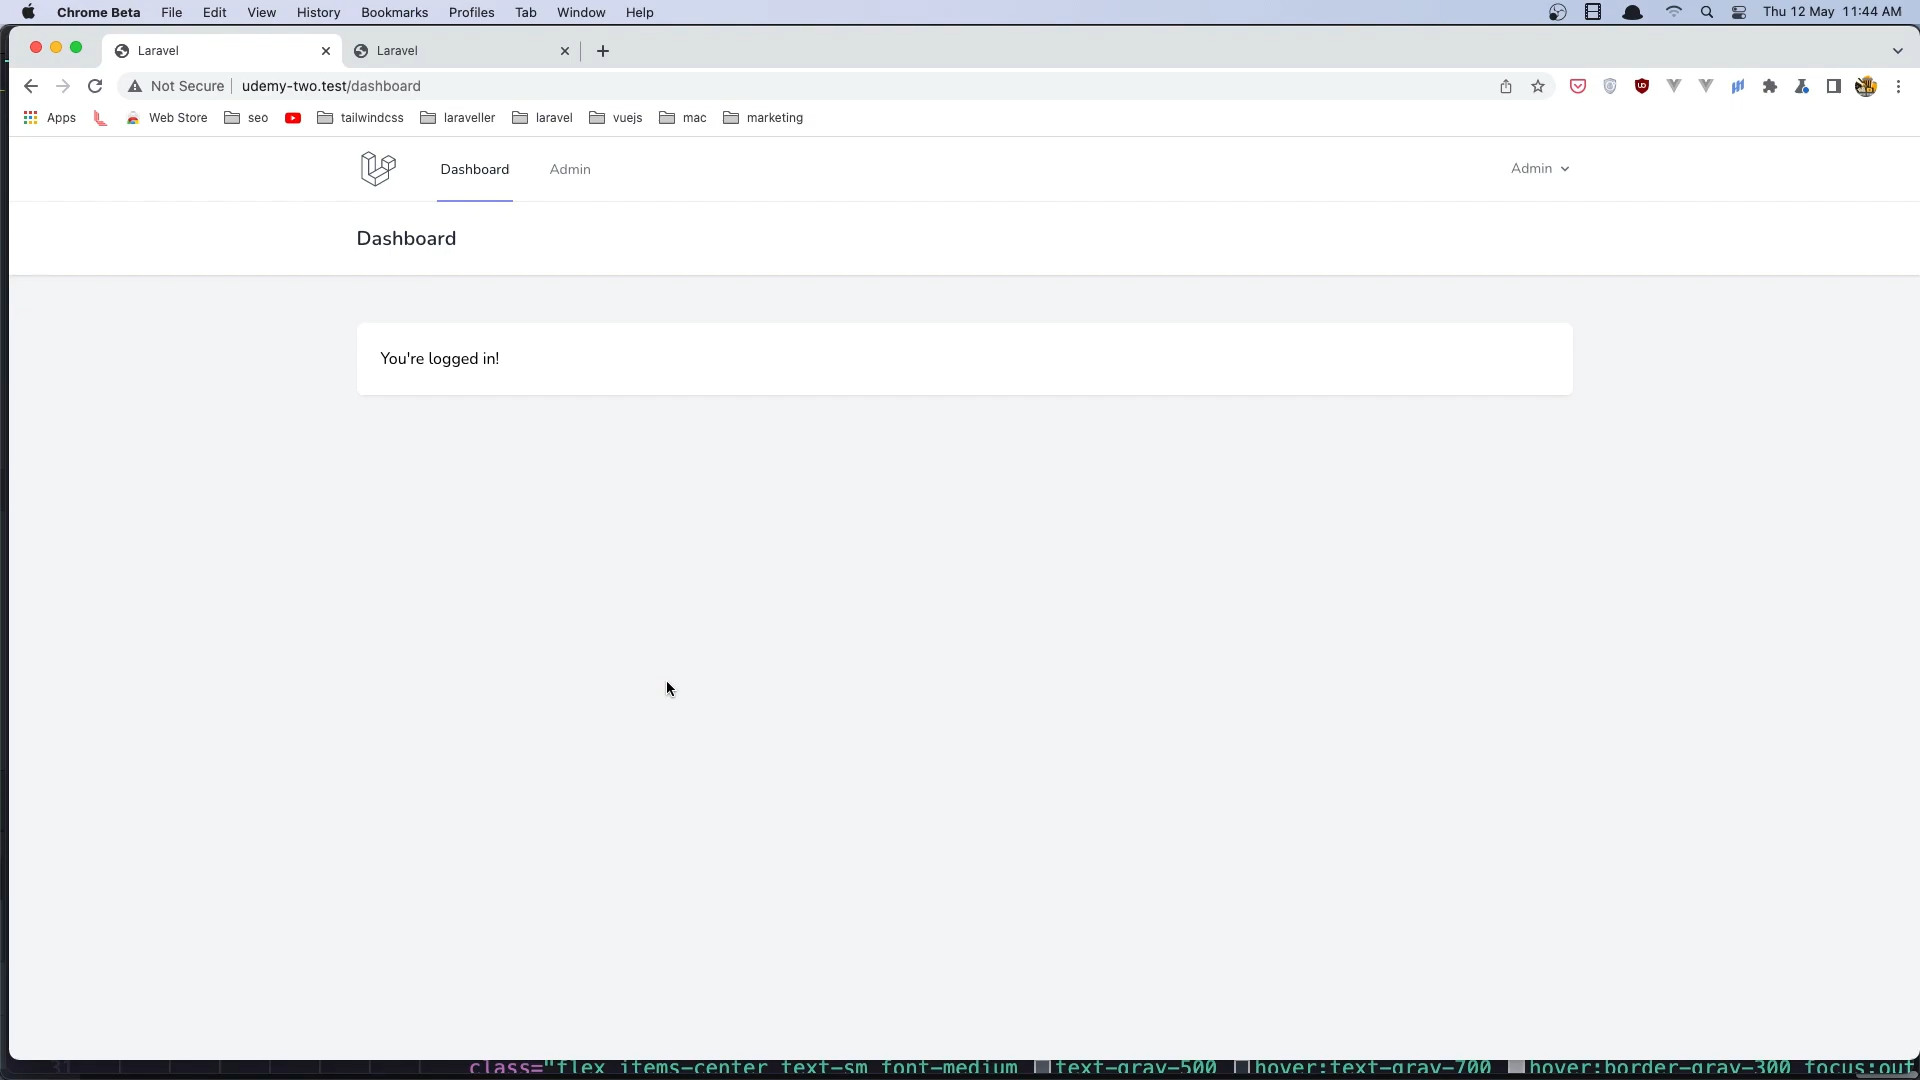 Chrome Beta File Edit View History Bookmarks Profiles Tab Window Help Thu 12 May 11:44 AM
Laravel Laravel
Not Secure udemy-two.test/dashboard
Apps Web Store seo tailwindcss laraveller laravel vuejs mac marketing
Dashboard Admin Admin
Dashboard
You're logged in!
31 class="flex items-center text-sm font-medium text-gray-500 hover:text-gray-700 hover:border-gray-300 focus:out